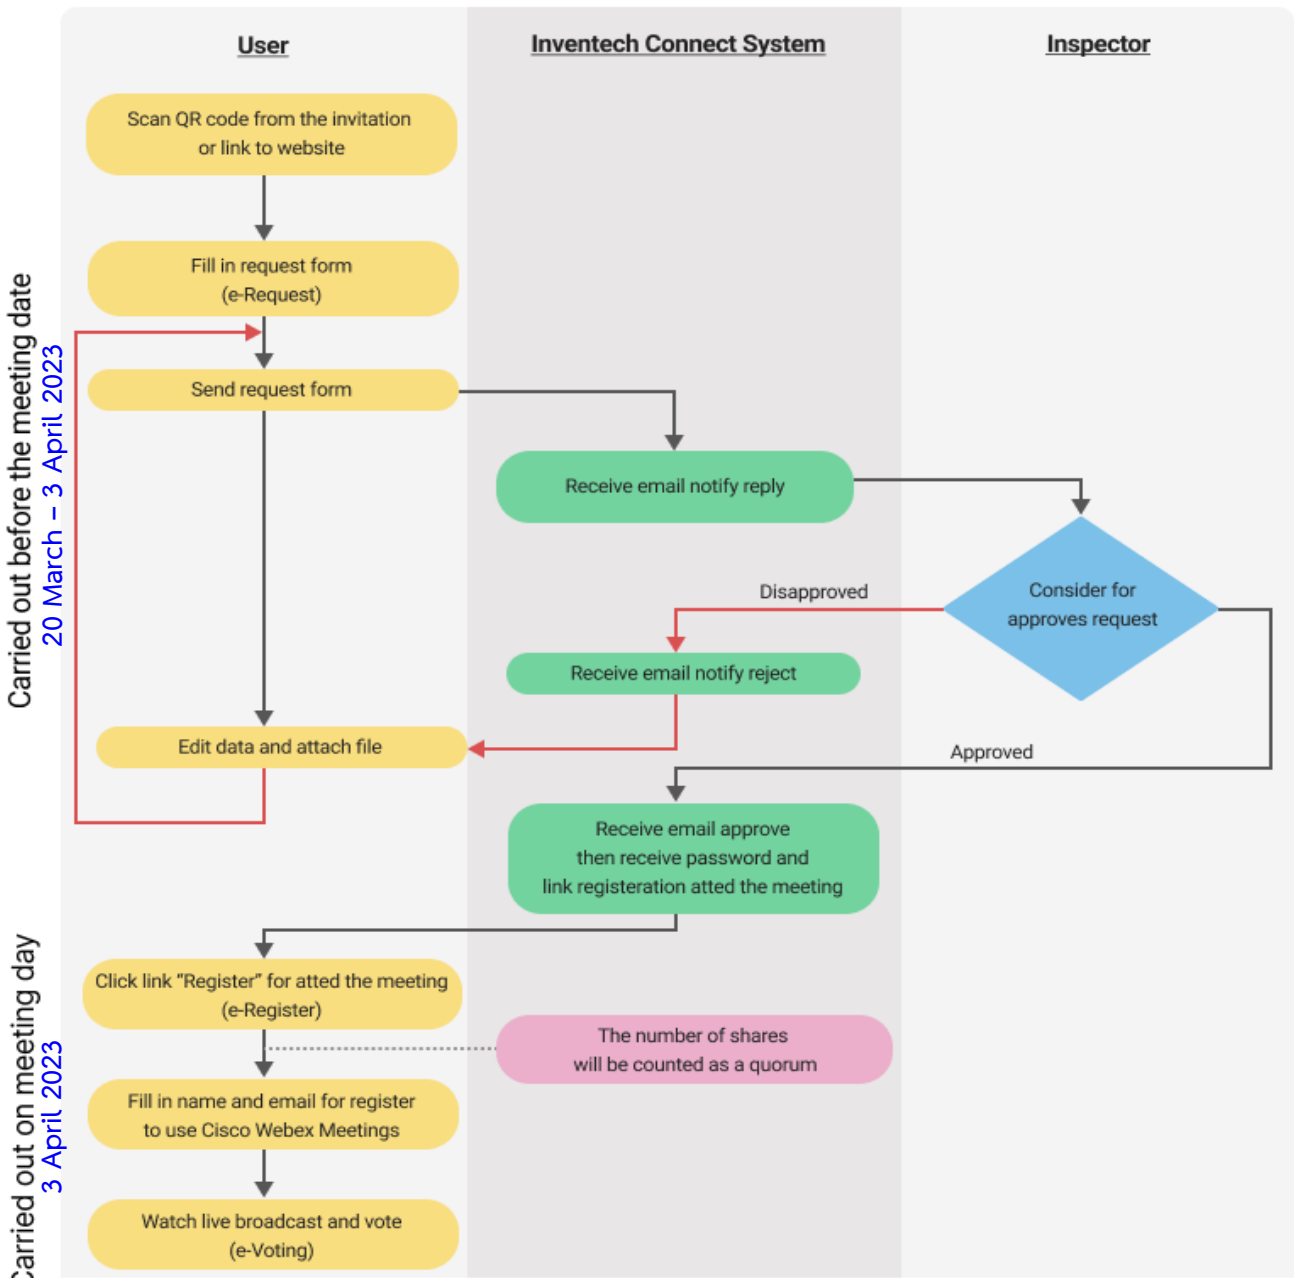 User
Inventech Connect System
Inspector
Scan QR code from the invitation
or link to website
Fill in request form
(e-Request)
Carried out before the meeting date
20 March – 3 April 2023
Send request form
Receive email notify reply
Consider for
approves request
Disapproved
Receive email notify reject
Edit data and attach file
Approved
Receive email approve
then receive password and
link registeration atted the meeting
Carried out on meeting day
3 April 2023
Click link “Register” for atted the meeting
(e-Register)
The number of shares
will be counted as a quorum
Fill in name and email for register
to use Cisco Webex Meetings
Watch live broadcast and vote
(e-Voting)